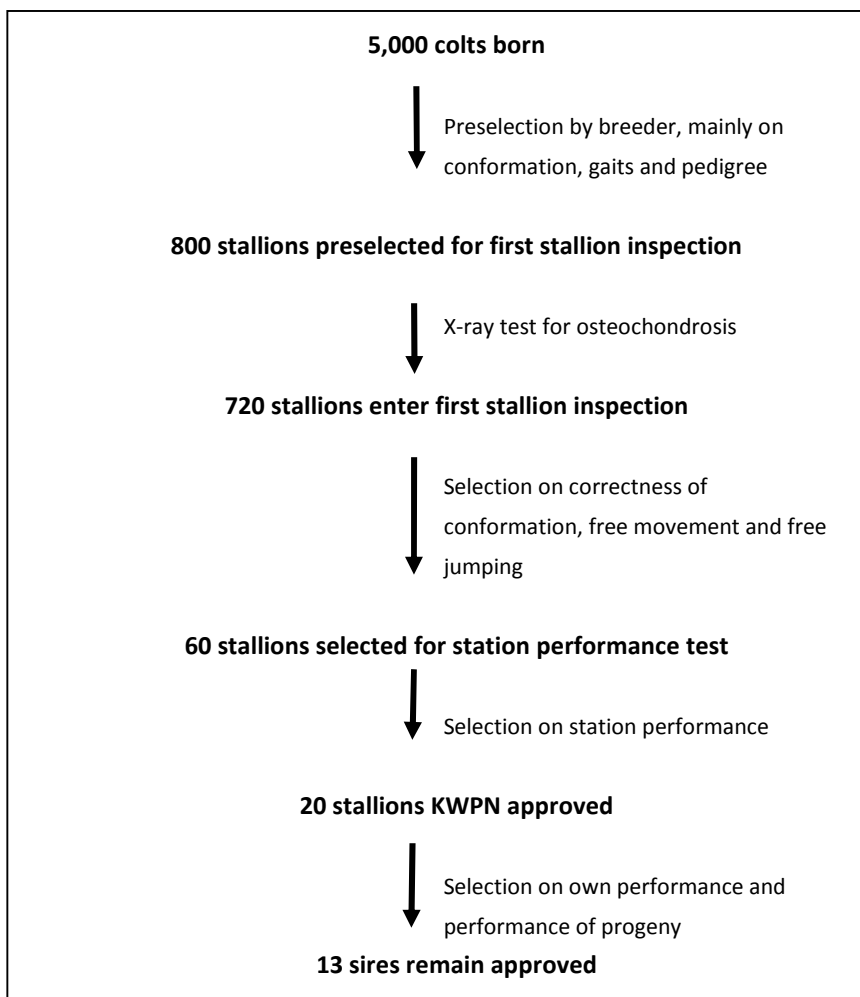 5,000 colts born
Preselection by breeder, mainly on
conformation, gaits and pedigree
800 stallions preselected for first stallion inspection
X-ray test for osteochondrosis
720 stallions enter first stallion inspection
Selection on correctness of
conformation, free movement and free
jumping
60 stallions selected for station performance test
Selection on station performance
20 stallions KWPN approved
Selection on own performance and
performance of progeny
13 sires remain approved